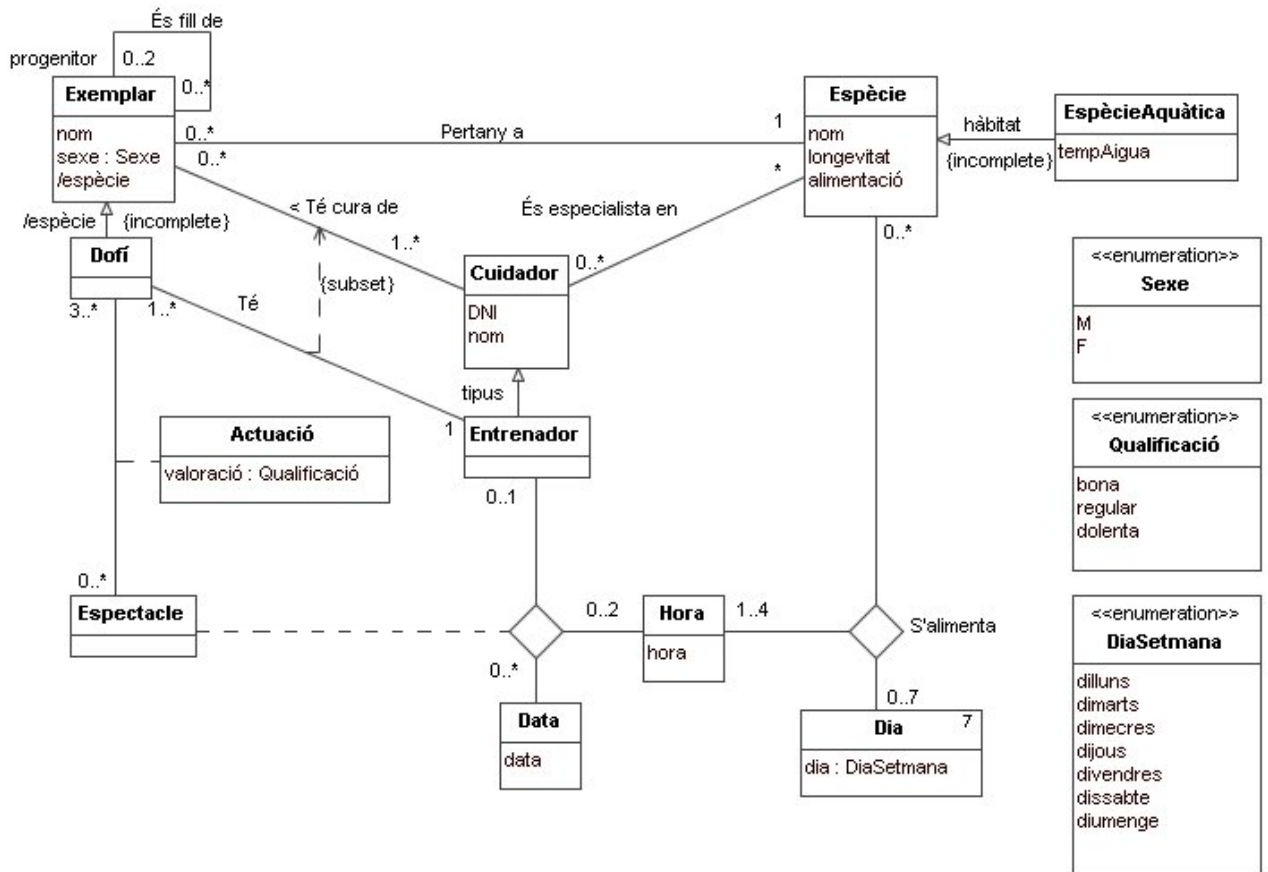 És fill de
progenitor
0..2
0..*
Exemplar
nom
sexe : Sexe
/espècie
0..*
Pertany a
1
Espècie
nom
longevitat
alimentació
hàbitat
{incomplete}
EspècieAquàtica
tempAigua
0..*
< Té cura de
1..*
És especialista en
*
0..*
/espècie
{incomplete}
Dofí
3..*
1..*
Té
{subset}
Cuidador
DNI
nom
tipus
1
Entrenador
0..1
0..*
<<enumeration>>
Sexe
M
F
Actuació
valoració : Qualificació
<<enumeration>>
Qualificació
bona
regular
dolenta
0..*
Espectacle
0..2
Hora
hora
1..4
S'alimenta
0..*
Data
data
0..7
Dia
7
dia : DiaSetmana
<<enumeration>>
DiaSetmana
dilluns
dimarts
dimecres
dijous
divendres
dissabte
diumenge